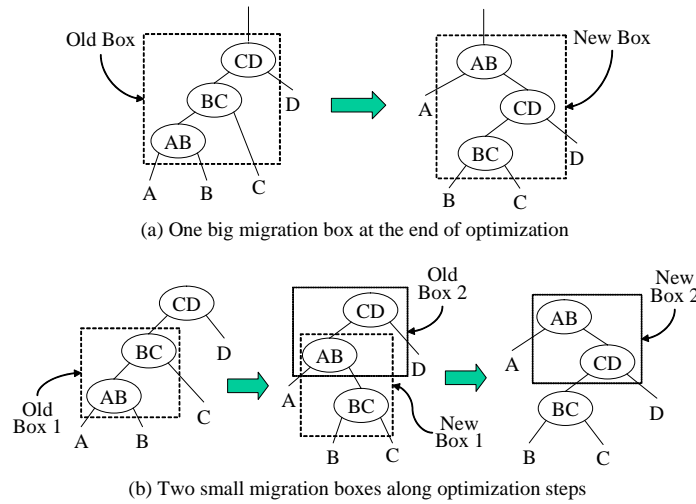 Old Box
CD
BC
AB
D
A
B
C
New Box
AB
A
CD
BC
D
B
C
(a) One big migration box at the end of optimization
CD
BC
D
AB
C
Old
Box 1
A
B
Old
Box 2
CD
AB
D
A
BC
New
Box 1
B
C
New
Box 2
AB
A
CD
BC
D
B
C
(b) Two small migration boxes along optimization steps